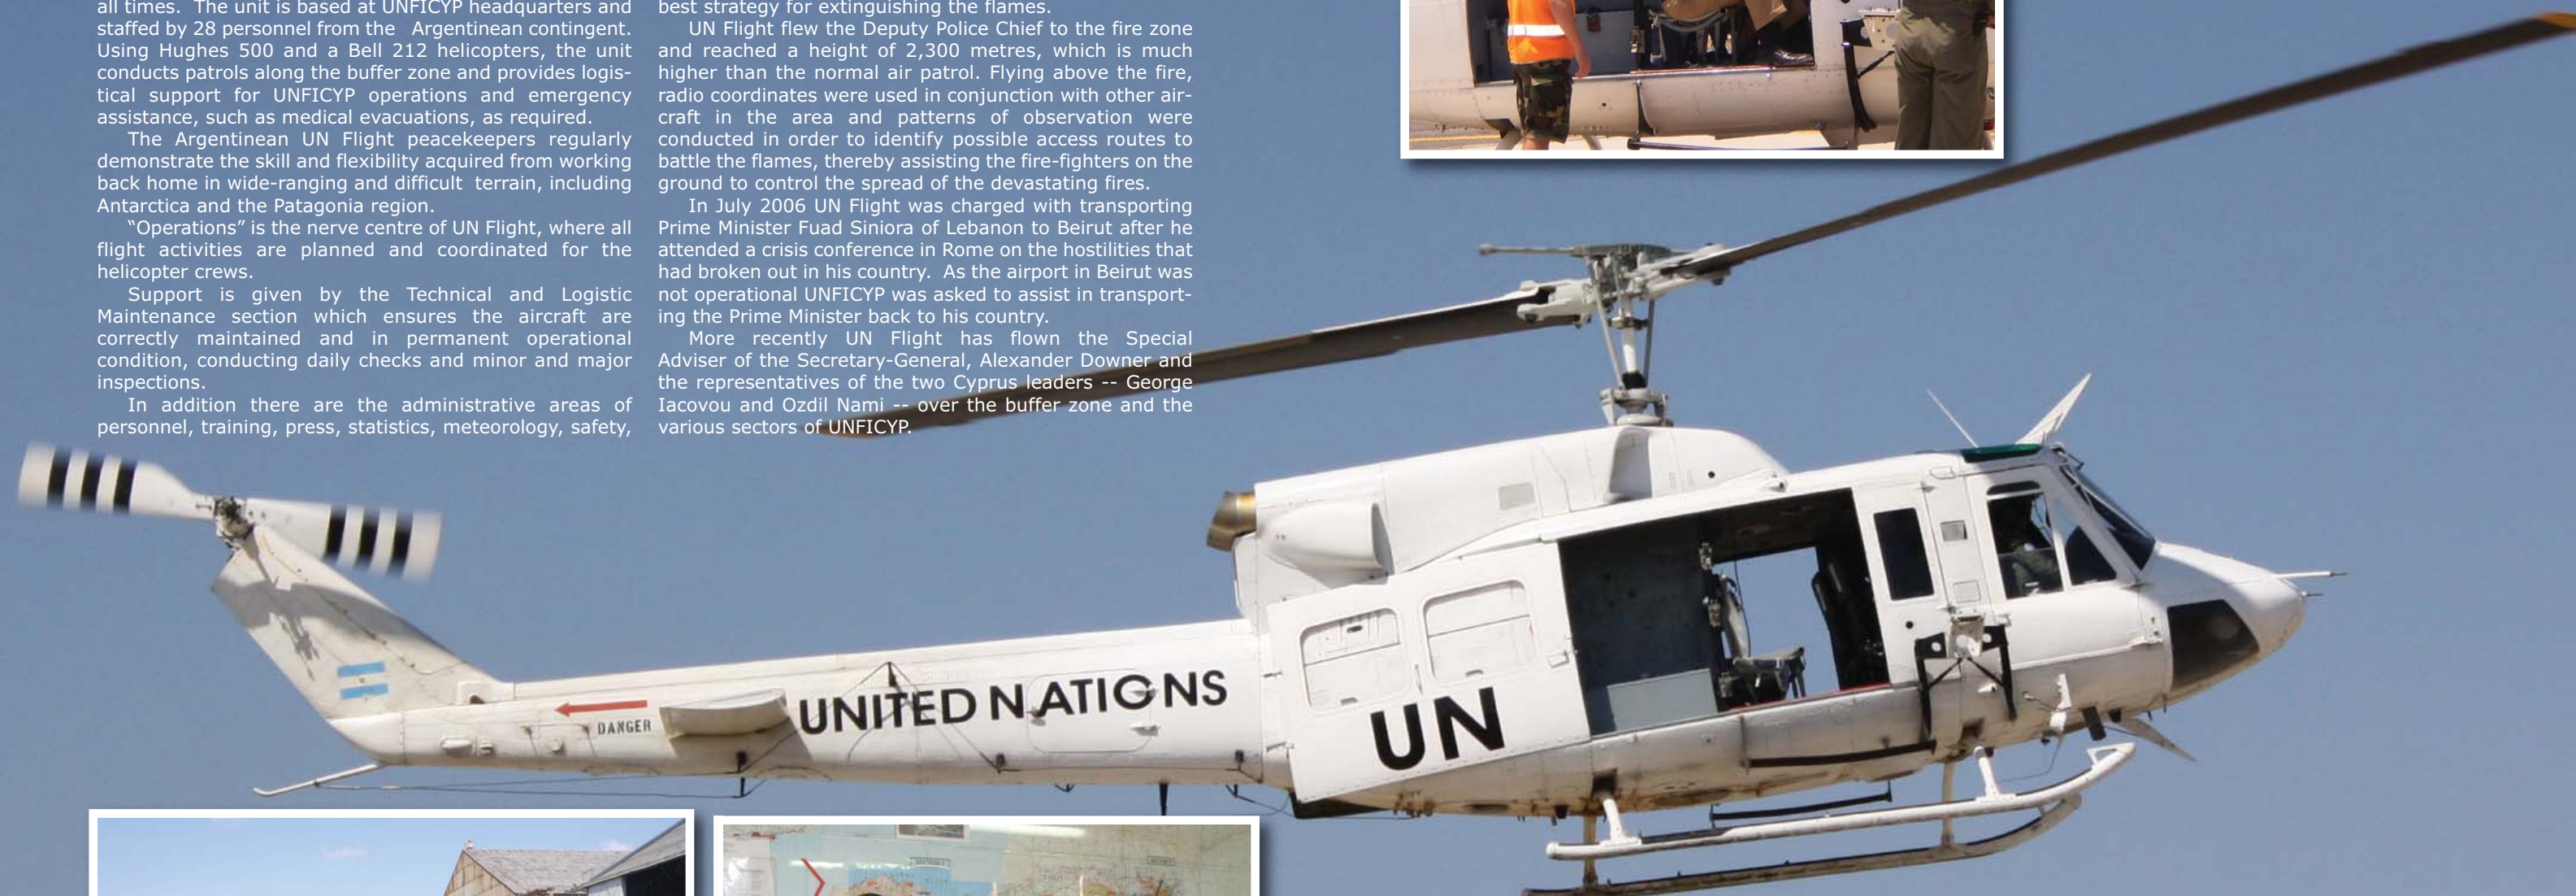 all times. The unit is based at UNFICYP headquarters and
staffed by 28 personnel from the Argentinean contingent.
Using Hughes 500 and a Bell 212 helicopters, the unit
conducts patrols along the buffer zone and provides logis-
tical support for UNFICYP operations and emergency
assistance, such as medical evacuations, as required.
The Argentinean UN Flight peacekeepers regularly
demonstrate the skill and flexibility acquired from working
back home in wide-ranging and difficult terrain, including
Antarctica and the Patagonia region.
“Operations” is the nerve centre of UN Flight, where all
flight activities are planned and coordinated for the
helicopter crews.
Support is given by the Technical and Logistic
Maintenance section which ensures the aircraft are
correctly maintained and in permanent operational
condition, conducting daily checks and minor and major
inspections.
In addition there are the administrative areas of
personnel, training, press, statistics, meteorology, safety,
best strategy for extinguishing the flames.
UN Flight flew the Deputy Police Chief to the fire zone
and reached a height of 2,300 metres, which is much
higher than the normal air patrol. Flying above the fire,
radio coordinates were used in conjunction with other air-
craft in the area and patterns of observation were
conducted in order to identify possible access routes to
battle the flames, thereby assisting the fire-fighters on the
ground to control the spread of the devastating fires.
In July 2006 UN Flight was charged with transporting
Prime Minister Fuad Siniora of Lebanon to Beirut after he
attended a crisis conference in Rome on the hostilities that
had broken out in his country. As the airport in Beirut was
not operational UNFICYP was asked to assist in transport-
ing the Prime Minister back to his country.
More recently UN Flight has flown the Special
Adviser of the Secretary-General, Alexander Downer and
the representatives of the two Cyprus leaders -- George
Iacovou and Ozdil Nami -- over the buffer zone and the
various sectors of UNFICYP.
DANGER
UNITED NATIONS
UN